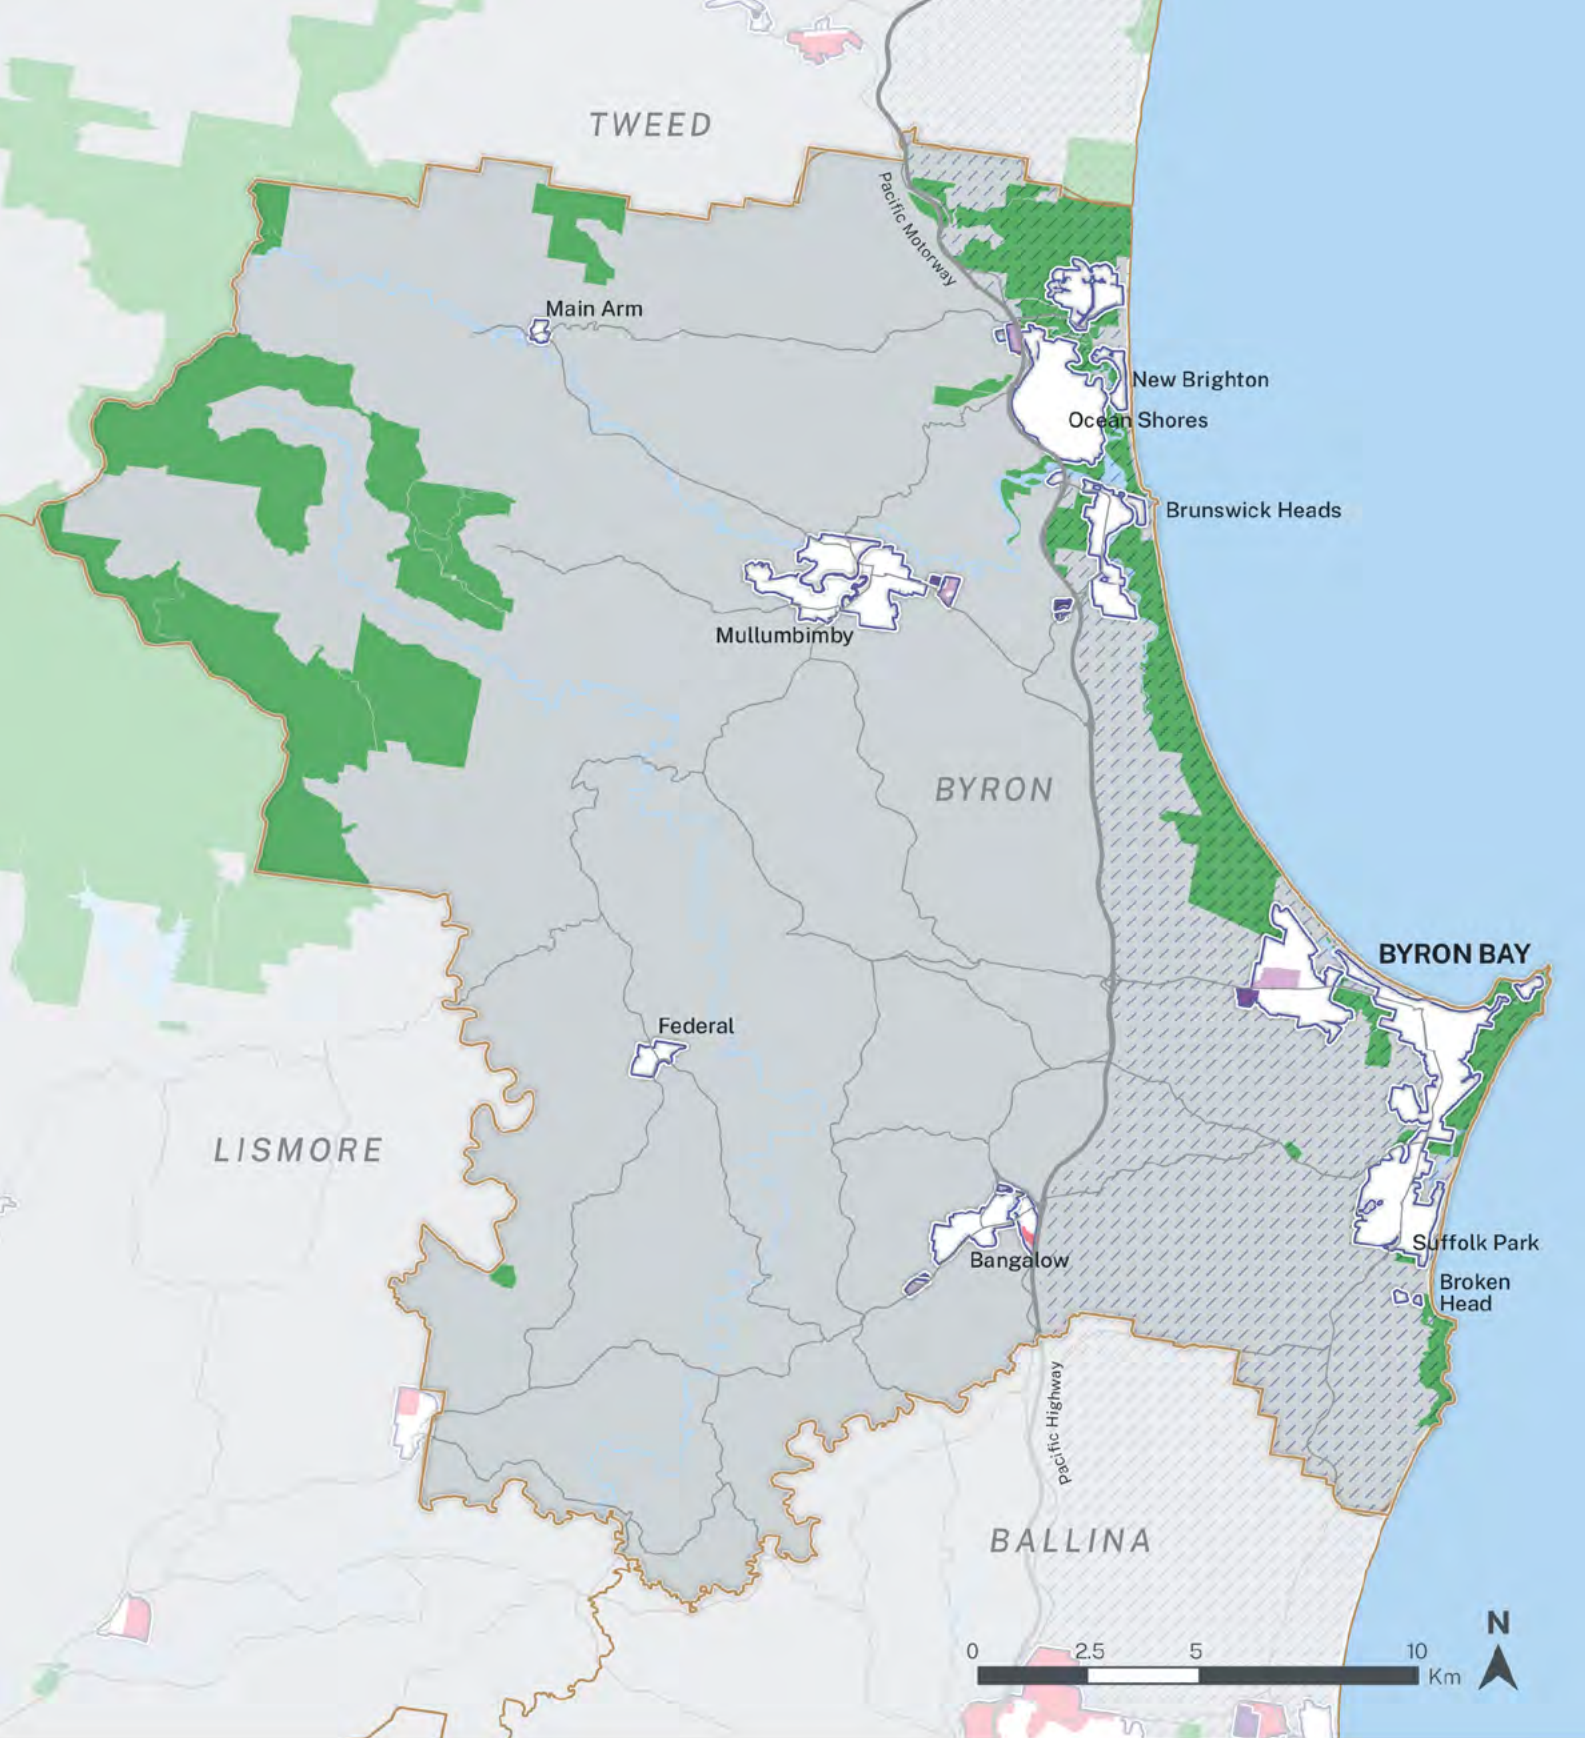 TWEED
Pacific Motorway
Main Arm
New Brighton
Ocean Shores
Brunswick Heads
Mullumbimby
BYRON
BYRON BAY
Federal
LISMORE
Suffolk Park
Bangalow
Broken
Head
Pacific Highway
BALLINA
N
0 2.5 5 10
Km